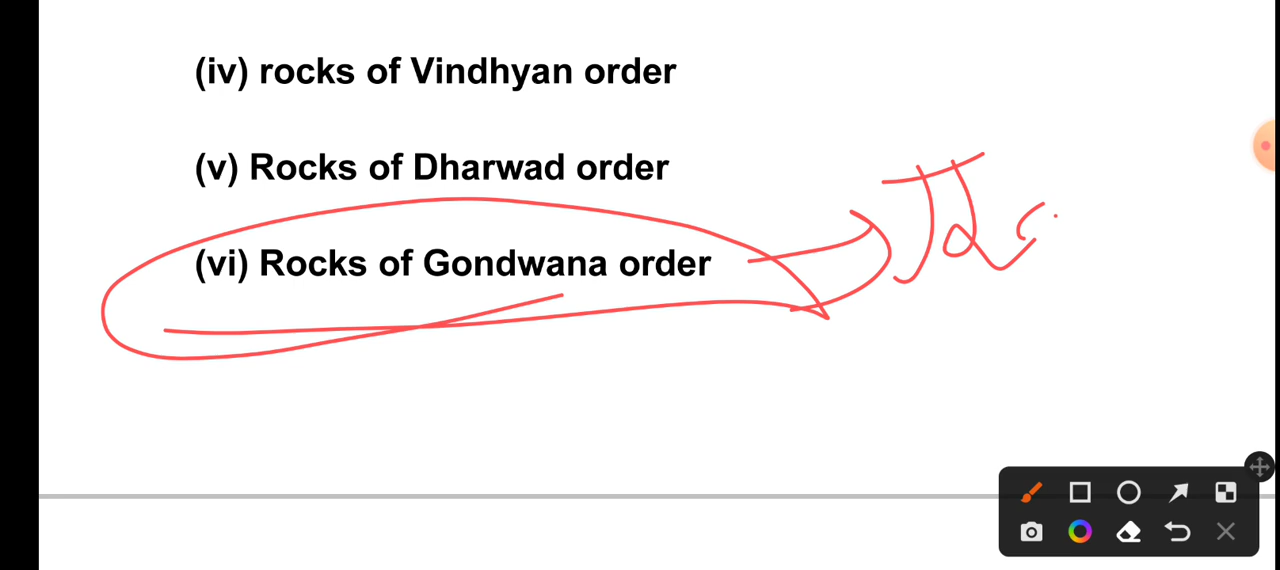 (iv) rocks of Vindhyan order
(v) Rocks of Dharwad order
(vi) Rocks of Gondwana order